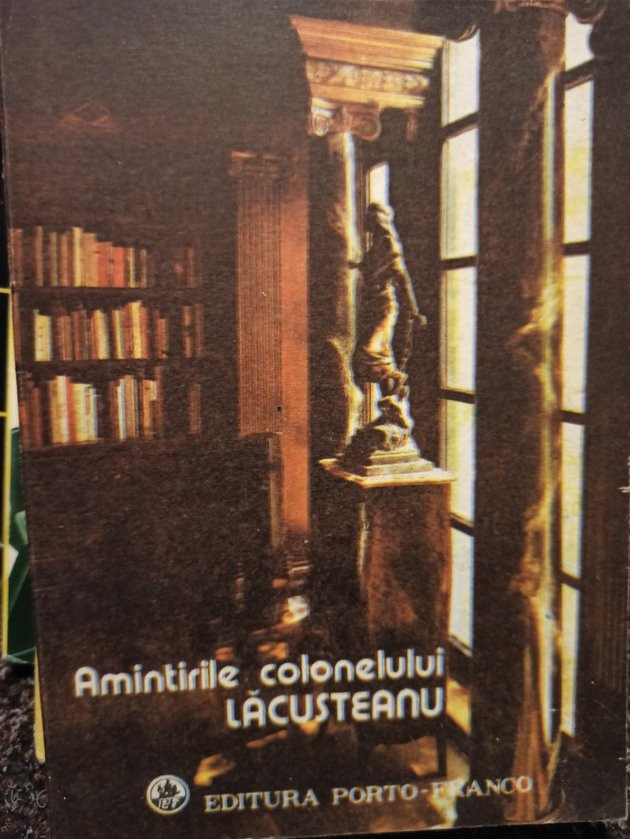 Amintirile colonelului
LĂCUSTEANU
EDITURA PORTO-FRANCO